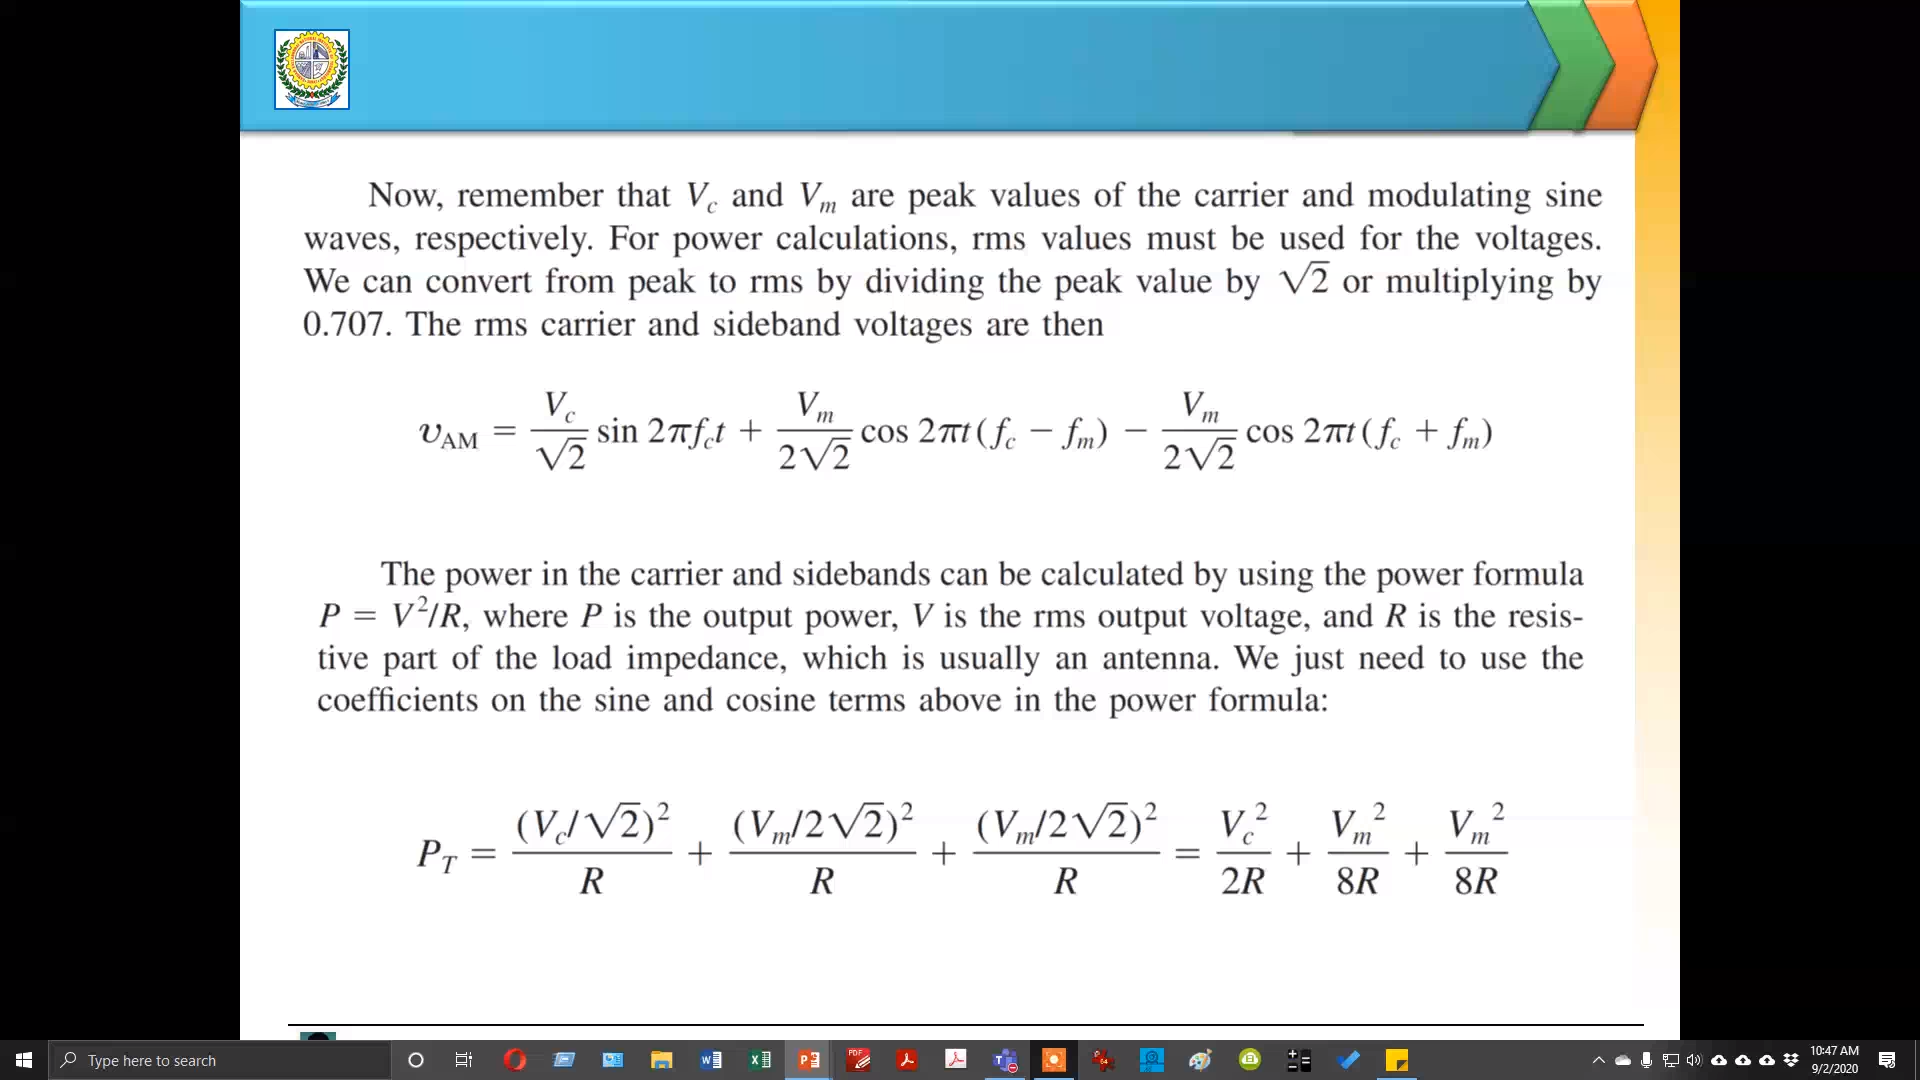 Now, remember that V_c and V_m are peak values of the carrier and modulating sine
waves, respectively. For power calculations, rms values must be used for the voltages.
We can convert from peak to rms by dividing the peak value by √2 or multiplying by
0.707. The rms carrier and sideband voltages are then
υ_AM = V_c/√2 sin 2πf_ct + V_m/2√2 cos 2πt(f_c − f_m) − V_m/2√2 cos 2πt(f_c + f_m)
The power in the carrier and sidebands can be calculated by using the power formula
P = V²/R, where P is the output power, V is the rms output voltage, and R is the resis-
tive part of the load impedance, which is usually an antenna. We just need to use the
coefficients on the sine and cosine terms above in the power formula:
P_T = (V_c/√2)²/R + (V_m/2√2)²/R + (V_m/2√2)²/R = V_c²/2R + V_m²/8R + V_m²/8R
Type here to search
10:47 AM
9/2/2020